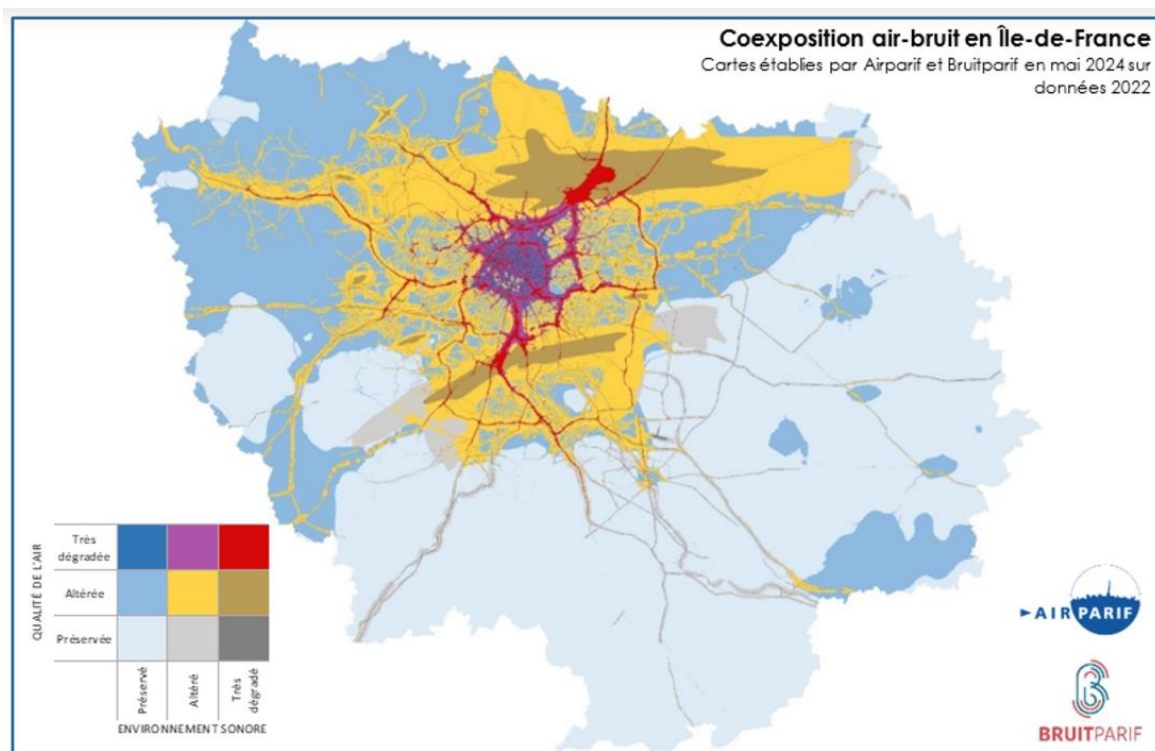 Coexposition air-bruit en Île-de-France
Cartes établies par Airparif et Bruitparif en mai 2024 sur
données 2022
QUALITÉ DE L'AIR
Très
dégradée
Altérée
Préservée
Préservé
Altéré
Très
dégradé
ENVIRONNEMENT SONORE
AIRPARIF
BRUITPARIF